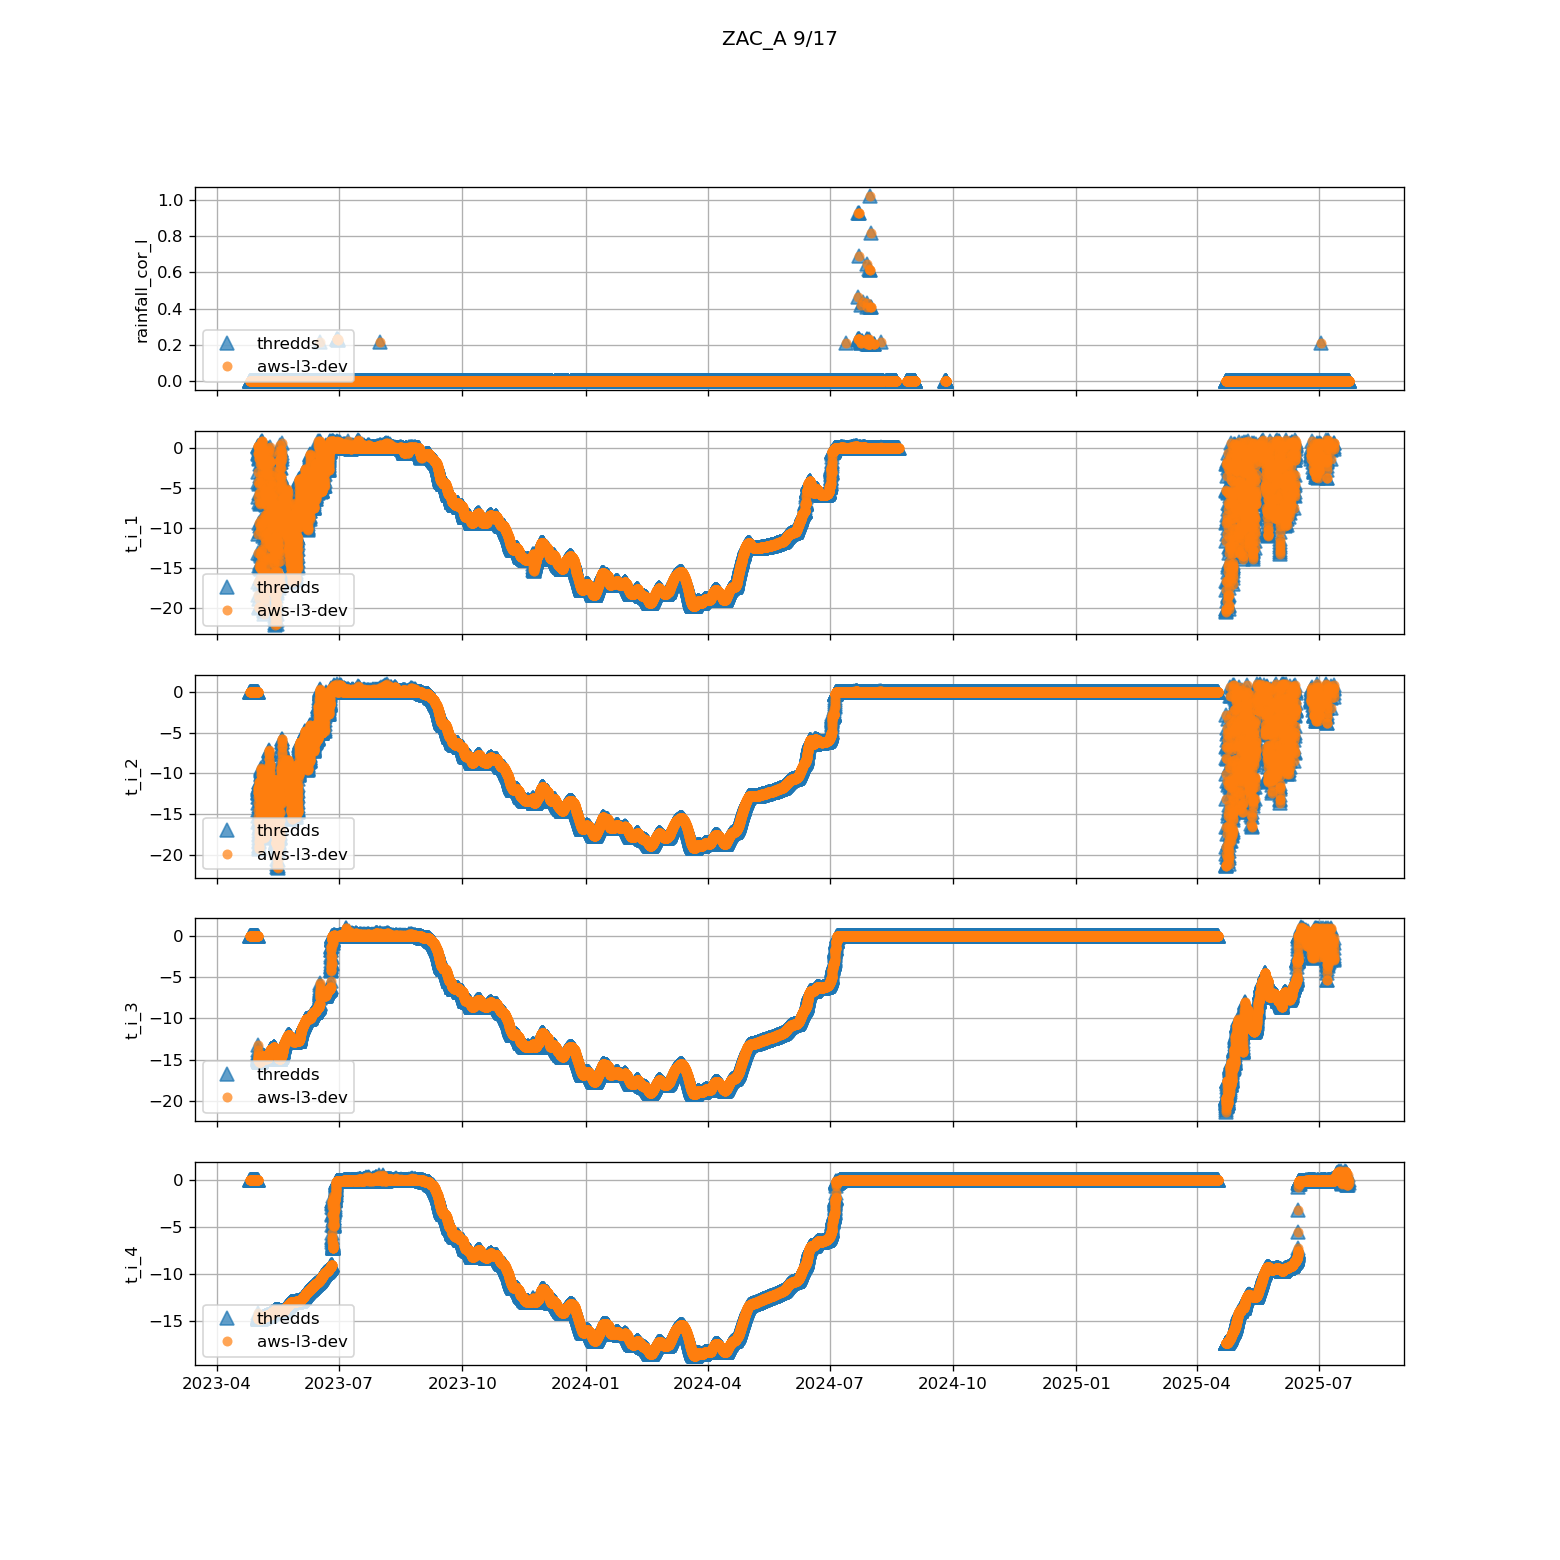 ZAC_A 9/17
rainfall_cor_l
1.0
0.8
0.6
0.4
0.2
0.0
thredds
aws-l3-dev
t_i_1
0
−5
−10
−15
−20
thredds
aws-l3-dev
t_i_2
0
−5
−10
−15
−20
thredds
aws-l3-dev
t_i_3
0
−5
−10
−15
−20
thredds
aws-l3-dev
t_i_4
0
−5
−10
−15
thredds
aws-l3-dev
2023-04 2023-07 2023-10 2024-01 2024-04 2024-07 2024-10 2025-01 2025-04 2025-07